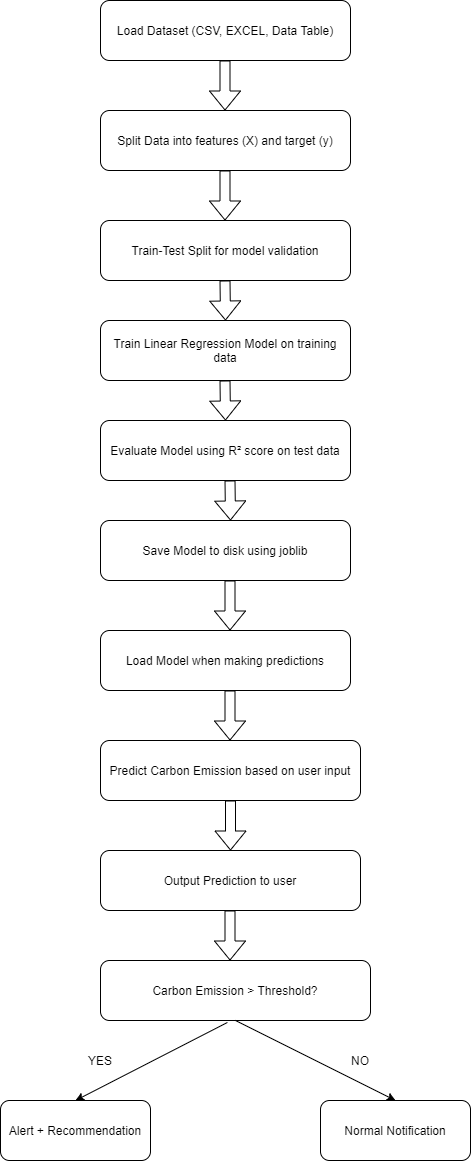 Load Dataset (CSV, EXCEL, Data Table)
Split Data into features (X) and target (y)
Train-Test Split for model validation
Train Linear Regression Model on training
data
Evaluate Model using R² score on test data
Save Model to disk using joblib
Load Model when making predictions
Predict Carbon Emission based on user input
Output Prediction to user
Carbon Emission > Threshold?
YES
NO
Alert + Recommendation
Normal Notification